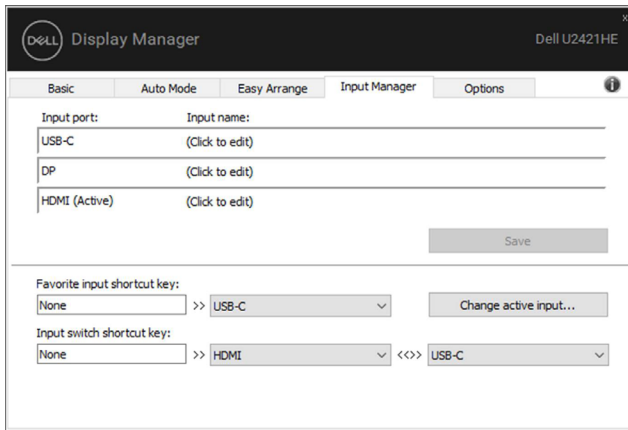 DELL Display Manager Dell U2421HE
Basic Auto Mode Easy Arrange Input Manager Options
Input port: Input name:
USB-C (Click to edit)
DP (Click to edit)
HDMI (Active) (Click to edit)
Save
Favorite input shortcut key:
None >> USB-C Change active input...
Input switch shortcut key:
None >> HDMI <<>> USB-C